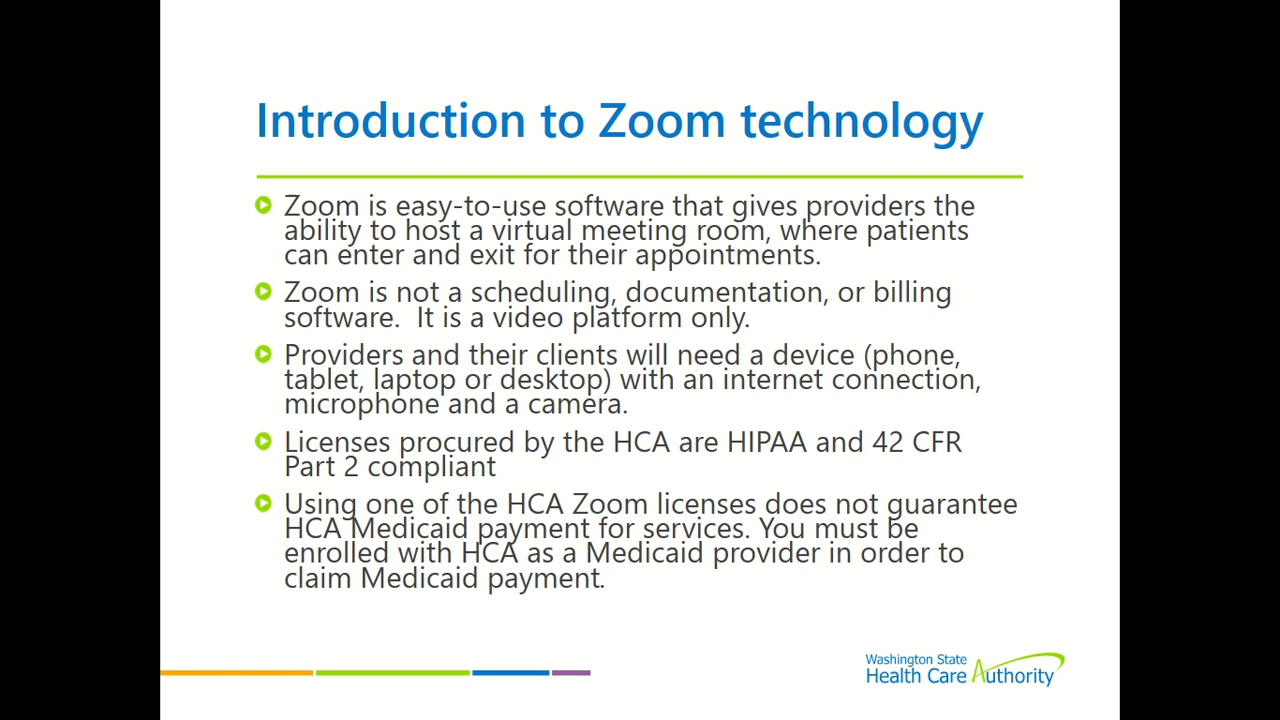 Introduction to Zoom technology
Zoom is easy-to-use software that gives providers the
ability to host a virtual meeting room, where patients
can enter and exit for their appointments.
Zoom is not a scheduling, documentation, or billing
software.  It is a video platform only.
Providers and their clients will need a device (phone,
tablet, laptop or desktop) with an internet connection,
microphone and a camera.
Licenses procured by the HCA are HIPAA and 42 CFR
Part 2 compliant
Using one of the HCA Zoom licenses does not guarantee
HCA Medicaid payment for services. You must be
enrolled with HCA as a Medicaid provider in order to
claim Medicaid payment.
Washington State
Health Care Authority